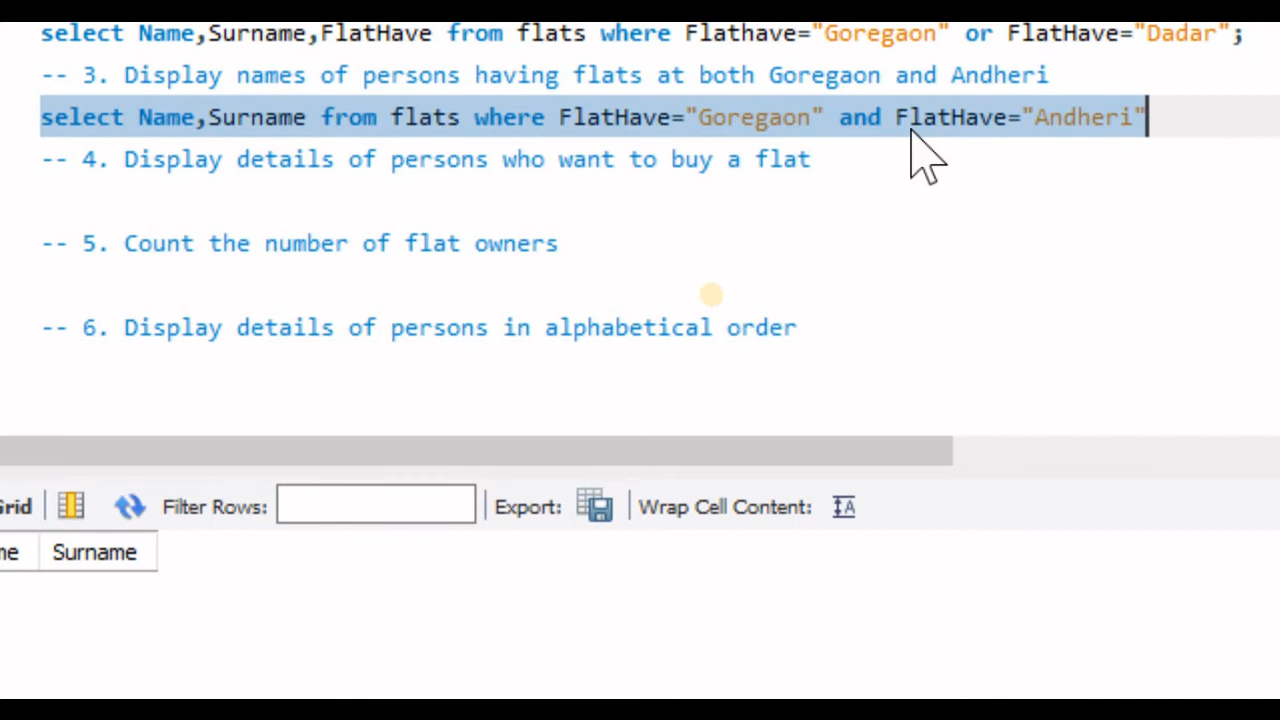 select Name,Surname,FlatHave from flats where Flathave="Goregaon" or FlatHave="Dadar";
-- 3. Display names of persons having flats at both Goregaon and Andheri
select Name,Surname from flats where FlatHave="Goregaon" and FlatHave="Andheri"
-- 4. Display details of persons who want to buy a flat
-- 5. Count the number of flat owners
-- 6. Display details of persons in alphabetical order
Grid Filter Rows: Export: Wrap Cell Content: A
me Surname